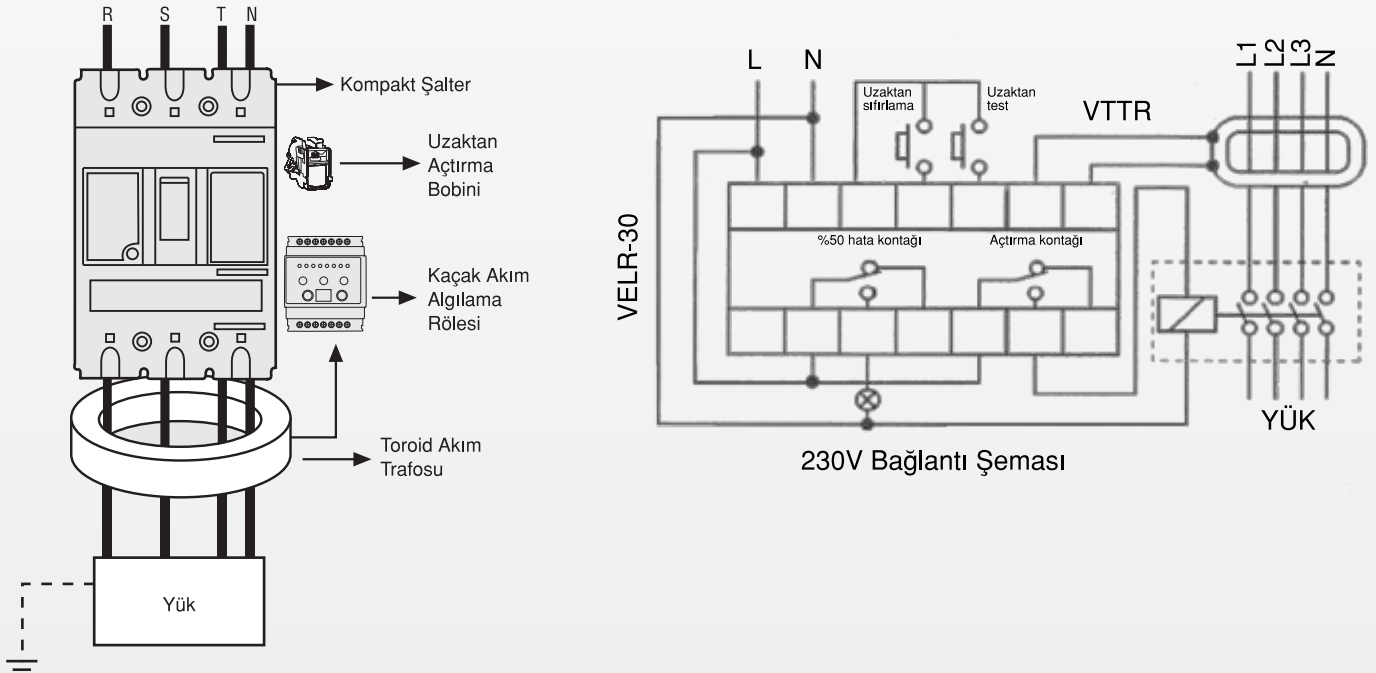 R S T N
Kompakt Şalter
Uzaktan
Açtırma
Bobini
Kaçak Akım
Algılama
Rölesi
Toroid Akım
Trafosu
Yük
L N
Uzaktan
sıfırlama
Uzaktan
test
VTTR
L1
L2
L3
N
VELR-30
%50 hata kontağı
Açtırma kontağı
YÜK
230V Bağlantı Şeması